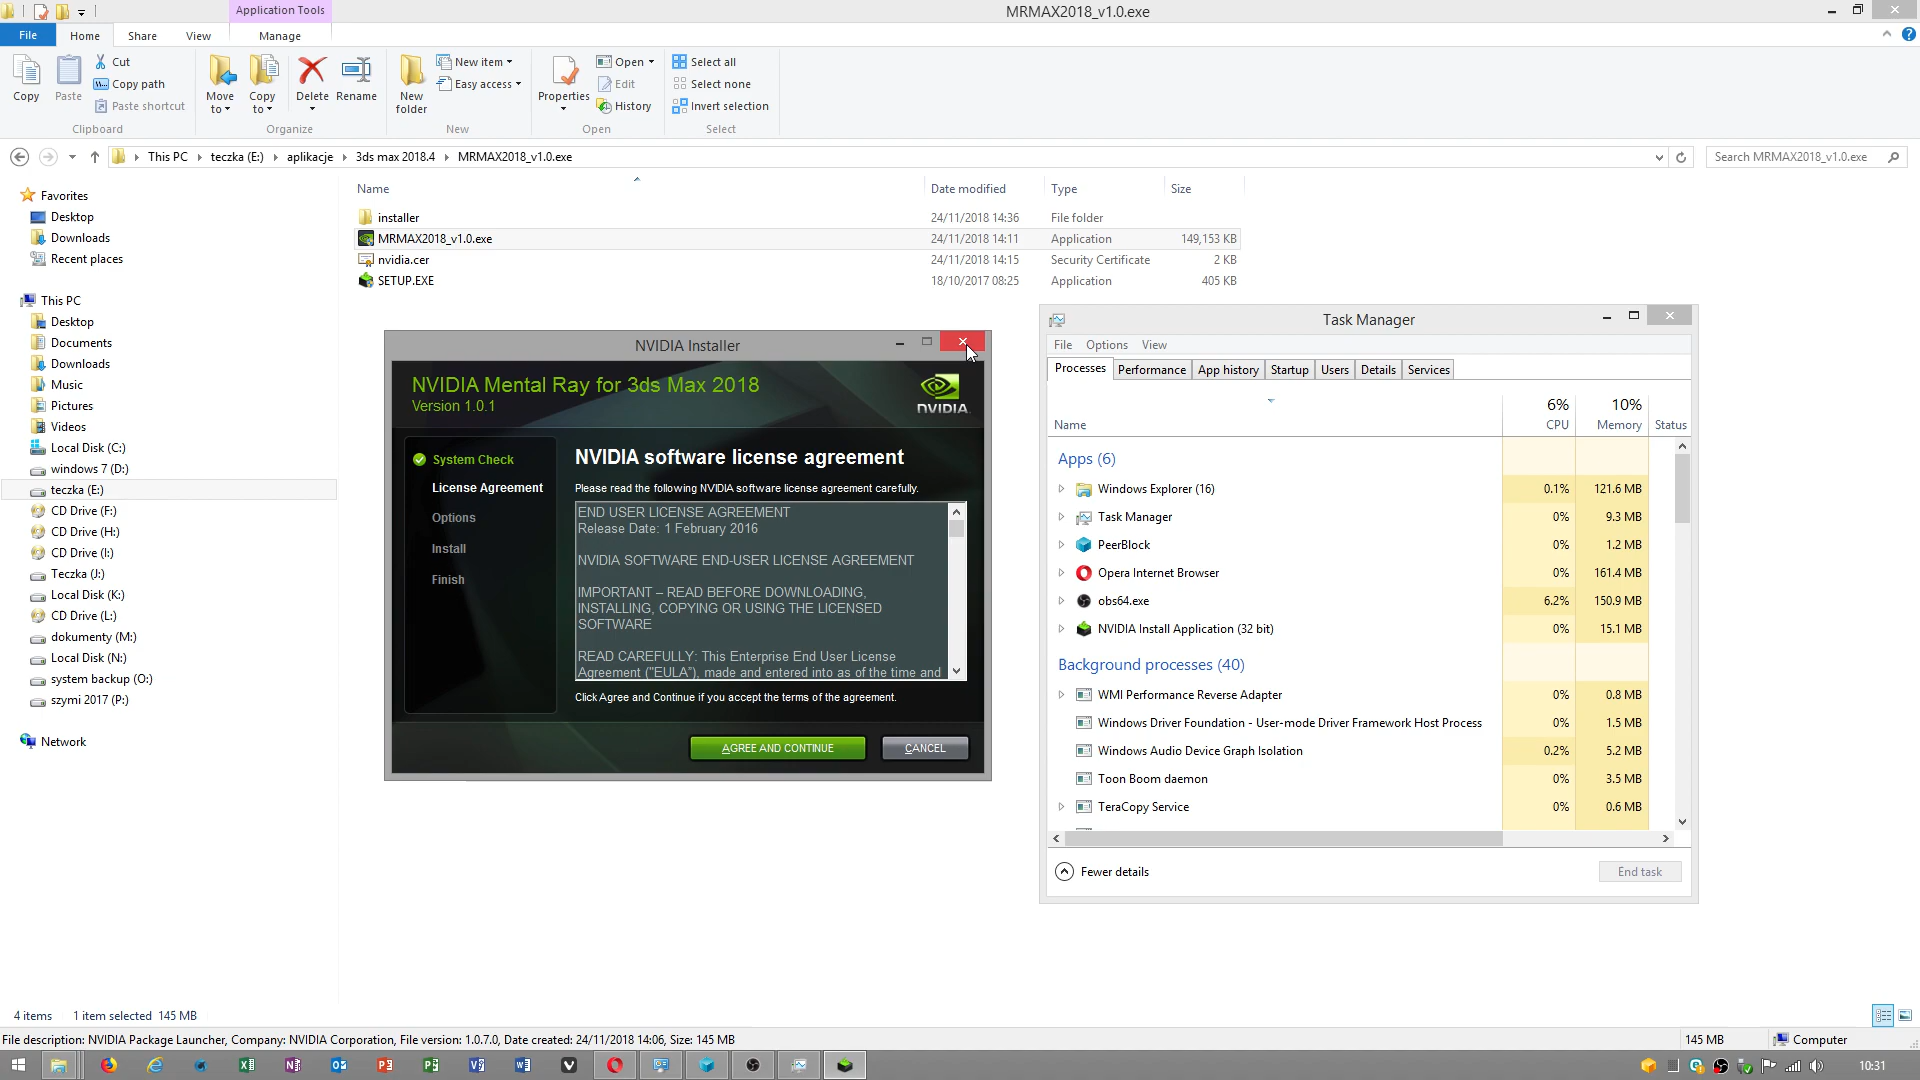 Application Tools
MRMAX2018_v1.0.exe
File
Home
Share
View
Manage
Copy
Paste
Cut
Copy path
Paste shortcut
Clipboard
Move to
Copy to
Delete
Rename
Organize
New folder
New item
Easy access
New
Properties
Open
Edit
History
Open
Select all
Select none
Invert selection
Select
This PC
teczka (E:)
aplikacje
3ds max 2018.4
MRMAX2018_v1.0.exe
Search MRMAX2018_v1.0.exe
Name
Date modified
Type
Size
installer 24/11/2018 14:36 File folder
MRMAX2018_v1.0.exe 24/11/2018 14:11 Application 149,153 KB
nvidia.cer 24/11/2018 14:15 Security Certificate 2 KB
SETUP.EXE 18/10/2017 08:25 Application 405 KB
Favorites
Desktop
Downloads
Recent places
This PC
Desktop
Documents
Downloads
Music
Pictures
Videos
Local Disk (C:)
windows 7 (D:)
teczka (E:)
CD Drive (F:)
CD Drive (H:)
CD Drive (I:)
Teczka (J:)
Local Disk (K:)
CD Drive (L:)
dokumenty (M:)
Local Disk (N:)
system backup (O:)
szymi 2017 (P:)
Network
NVIDIA Installer
NVIDIA Mental Ray for 3ds Max 2018
Version 1.0.1
NVIDIA.
System Check
License Agreement
Options
Install
Finish
NVIDIA software license agreement
Please read the following NVIDIA software license agreement carefully.
END USER LICENSE AGREEMENT
Release Date: 1 February 2016
NVIDIA SOFTWARE END-USER LICENSE AGREEMENT
IMPORTANT – READ BEFORE DOWNLOADING,
INSTALLING, COPYING OR USING THE LICENSED
SOFTWARE
READ CAREFULLY: This Enterprise End User License
Agreement ("EULA"), made and entered into as of the time and
Click Agree and Continue if you accept the terms of the agreement.
AGREE AND CONTINUE
CANCEL
Task Manager
File Options View
Processes Performance App history Startup Users Details Services
6% 10%
Name CPU Memory Status
Apps (6)
Windows Explorer (16) 0.1% 121.6 MB
Task Manager 0% 9.3 MB
PeerBlock 0% 1.2 MB
Opera Internet Browser 0% 161.4 MB
obs64.exe 6.2% 150.9 MB
NVIDIA Install Application (32 bit) 0% 15.1 MB
Background processes (40)
WMI Performance Reverse Adapter 0% 0.8 MB
Windows Driver Foundation - User-mode Driver Framework Host Process 0% 1.5 MB
Windows Audio Device Graph Isolation 0.2% 5.2 MB
Toon Boom daemon 0% 3.5 MB
TeraCopy Service 0% 0.6 MB
Fewer details
End task
4 items 1 item selected 145 MB
File description: NVIDIA Package Launcher, Company: NVIDIA Corporation, File version: 1.0.7.0, Date created: 24/11/2018 14:06, Size: 145 MB
145 MB
Computer
10:31